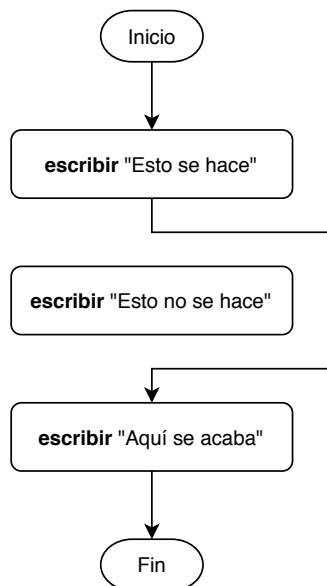 Inicio
escribir "Esto se hace"
escribir "Esto no se hace"
escribir "Aquí se acaba"
Fin